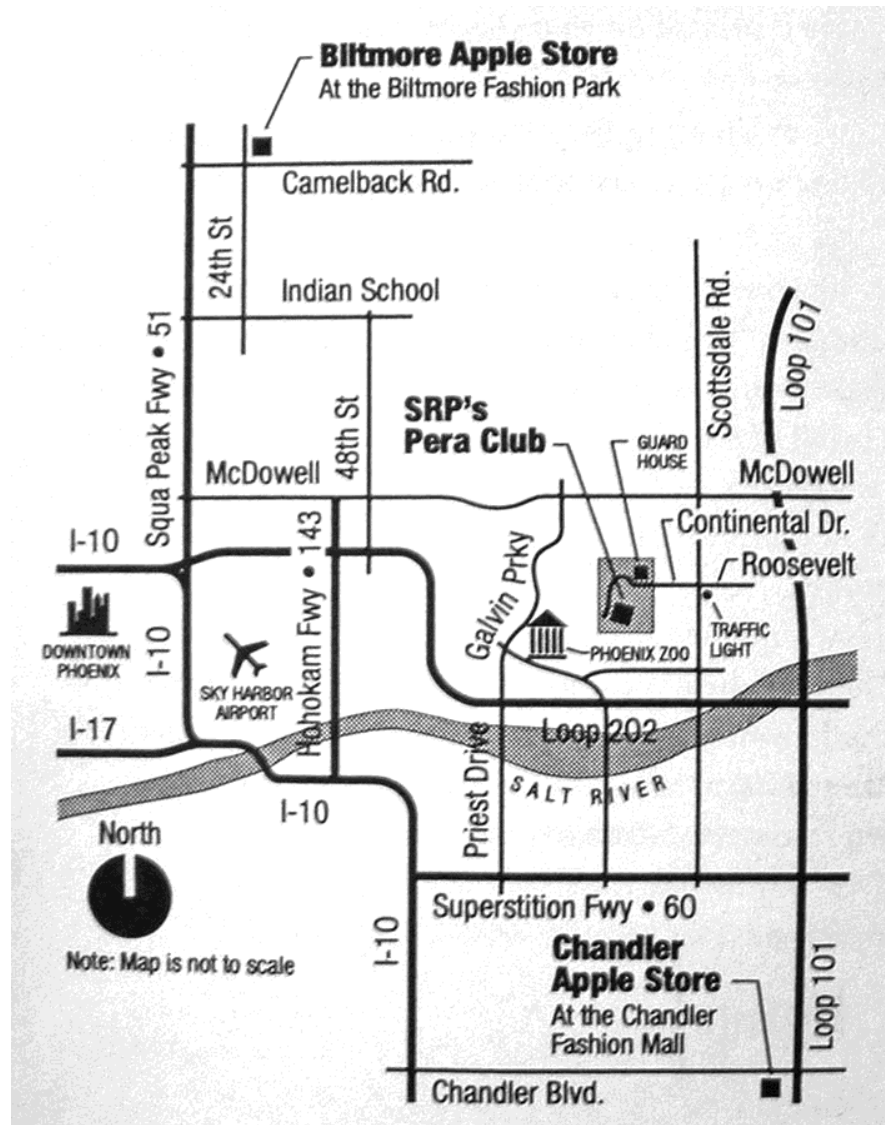 Biltmore Apple Store
At the Biltmore Fashion Park
Camelback Rd.
24th St
Indian School
Squa Peak Fwy • 51
48th St
Scottsdale Rd.
Loop 101
SRP's
Pera Club
GUARD
HOUSE
McDowell
McDowell
I-10
Hohokam Fwy • 143
Continental Dr.
Roosevelt
Galvin Prky
DOWNTOWN
PHOENIX
I-10
SKY HARBOR
AIRPORT
PHOENIX ZOO
TRAFFIC
LIGHT
I-17
Loop 202
Priest Drive
SALT RIVER
I-10
North
Superstition Fwy • 60
I-10
Note: Map is not to scale
Chandler
Apple Store
At the Chandler
Fashion Mall
Loop 101
Chandler Blvd.